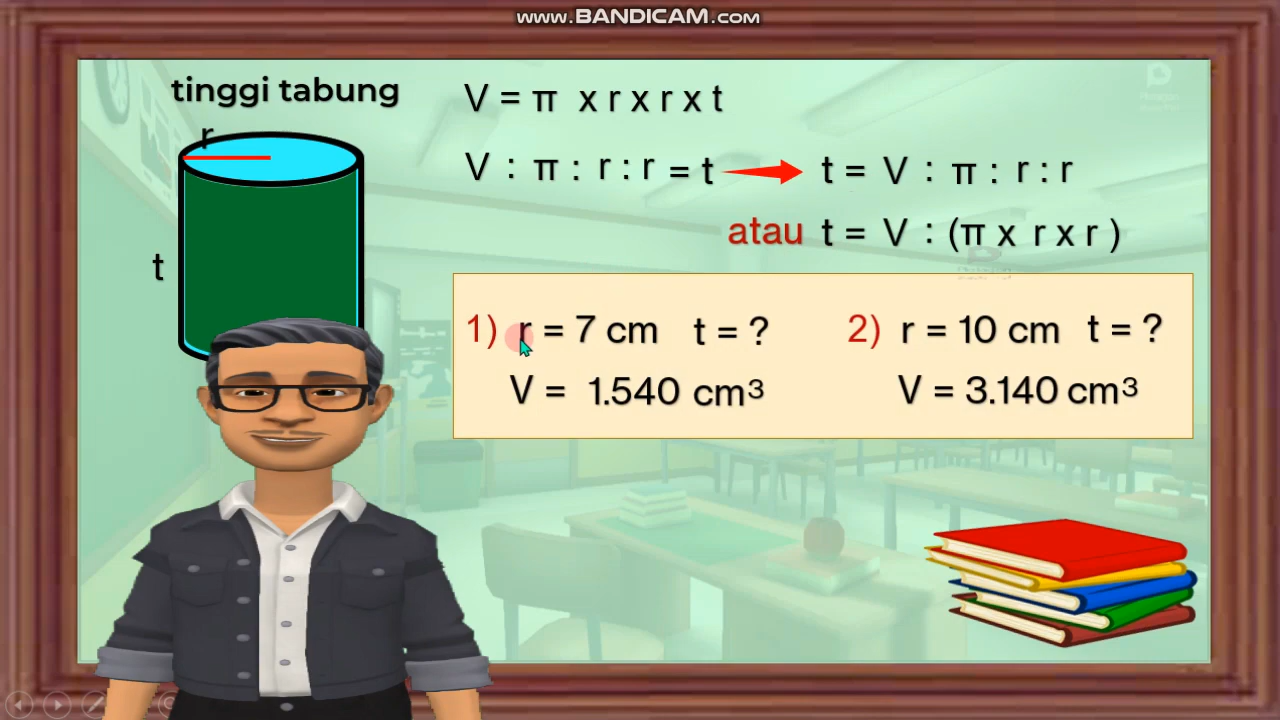 www.BANDICAM.com
tinggi tabung
r
t
V = π x r x r x t
V : π : r : r = t → t = V : π : r : r
atau t = V : (π x r x r )
1) r = 7 cm t = ?
V = 1.540 cm³
2) r = 10 cm t = ?
V = 3.140 cm³